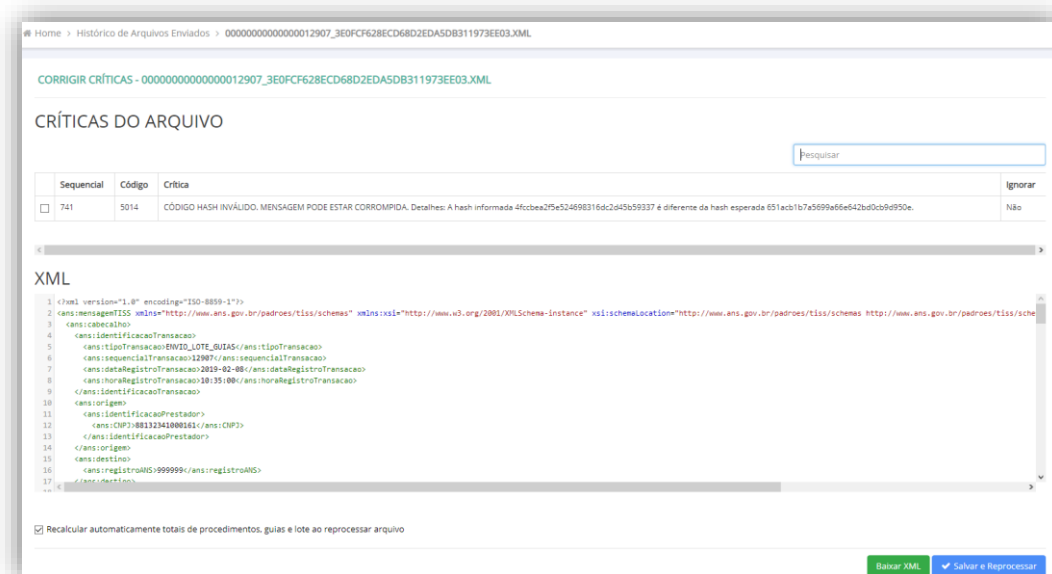 Home > Histórico de Arquivos Enviados > 00000000000000012907_3E0FCF628ECD68D2EDA5DB311973EE03.XML
CORRIGIR CRÍTICAS - 00000000000000012907_3E0FCF628ECD68D2EDA5DB311973EE03.XML
CRÍTICAS DO ARQUIVO
Pesquisar
Sequencial Código Crítica Ignorar
741 5014 CÓDIGO HASH INVÁLIDO. MENSAGEM PODE ESTAR CORROMPIDA. Detalhes: A hash informada 4fccbea2f5e524698316dc2d45b59337 é diferente da hash esperada 651acb1b7a5699a66e642bd0cb9d950e. Não
XML
1 <?xml version="1.0" encoding="ISO-8859-1"?>
2 <ans:mensagemTISS xmlns="http://www.ans.gov.br/padroes/tiss/schemas" xmlns:xsi="http://www.w3.org/2001/XMLSchema-instance" xsi:schemaLocation="http://www.ans.gov.br/padroes/tiss/schemas http://www.ans.gov.br/padroes/tiss/sche
3 <ans:cabecalho>
4 <ans:identificacaoTransacao>
5 <ans:tipoTransacao>ENVIO_LOTE_GUIAS</ans:tipoTransacao>
6 <ans:sequencialTransacao>12907</ans:sequencialTransacao>
7 <ans:dataRegistroTransacao>2019-02-08</ans:dataRegistroTransacao>
8 <ans:horaRegistroTransacao>10:35:00</ans:horaRegistroTransacao>
9 </ans:identificacaoTransacao>
10 <ans:origem>
11 <ans:identificacaoPrestador>
12 <ans:CNPJ>88132341000161</ans:CNPJ>
13 </ans:identificacaoPrestador>
14 </ans:origem>
15 <ans:destino>
16 <ans:registroANS>999999</ans:registroANS>
17 </ans:destino>
Recalcular automaticamente totais de procedimentos, guias e lote ao reprocessar arquivo
Baixar XML Salvar e Reprocessar